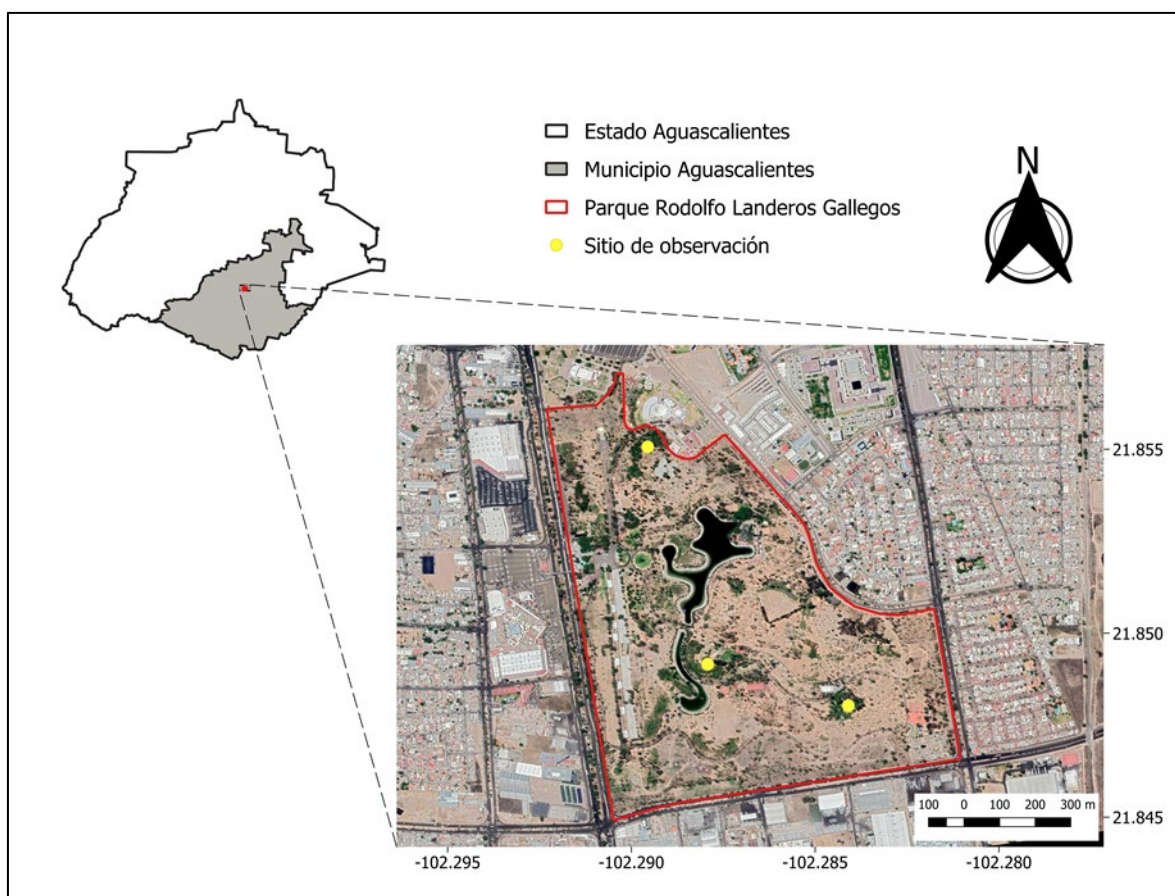 Estado Aguascalientes
Municipio Aguascalientes
Parque Rodolfo Landeros Gallegos
Sitio de observación
N
21.855
21.850
21.845
100 0 100 200 300 m
-102.295 -102.290 -102.285 -102.280